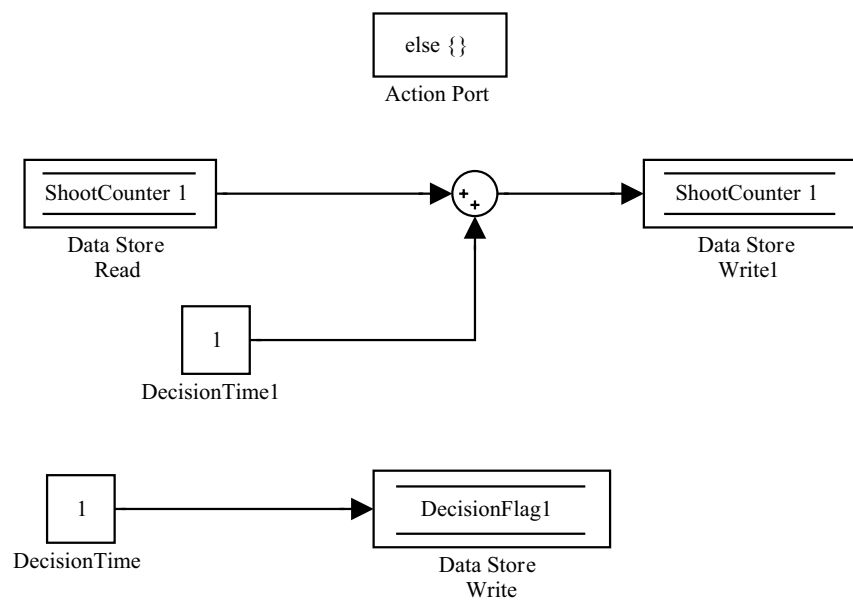 else {}
Action Port
ShootCounter 1
+
+
ShootCounter 1
Data Store
Read
Data Store
Write1
1
DecisionTime1
1
DecisionFlag1
DecisionTime
Data Store
Write